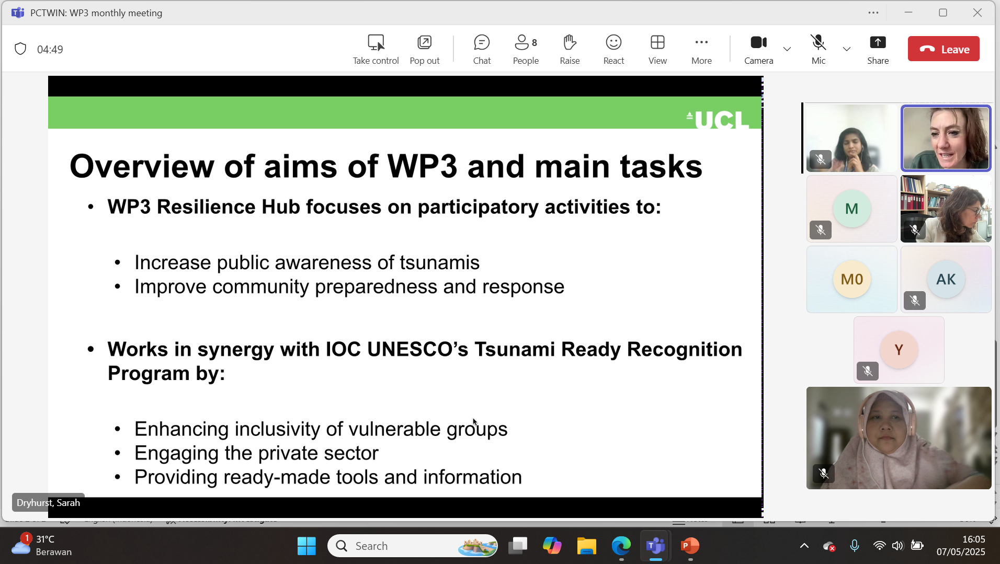 PCTWIN: WP3 monthly meeting
04:49
Take control
Pop out
Chat
8
People
Raise
React
View
More
Camera
Mic
Share
Leave
UCL
Overview of aims of WP3 and main tasks
• WP3 Resilience Hub focuses on participatory activities to:
• Increase public awareness of tsunamis
• Improve community preparedness and response
• Works in synergy with IOC UNESCO’s Tsunami Ready Recognition
Program by:
• Enhancing inclusivity of vulnerable groups
• Engaging the private sector
• Providing ready-made tools and information
Dryhurst, Sarah
M
M0
AK
Y
1
31°C
Berawan
Search
16:05
07/05/2025